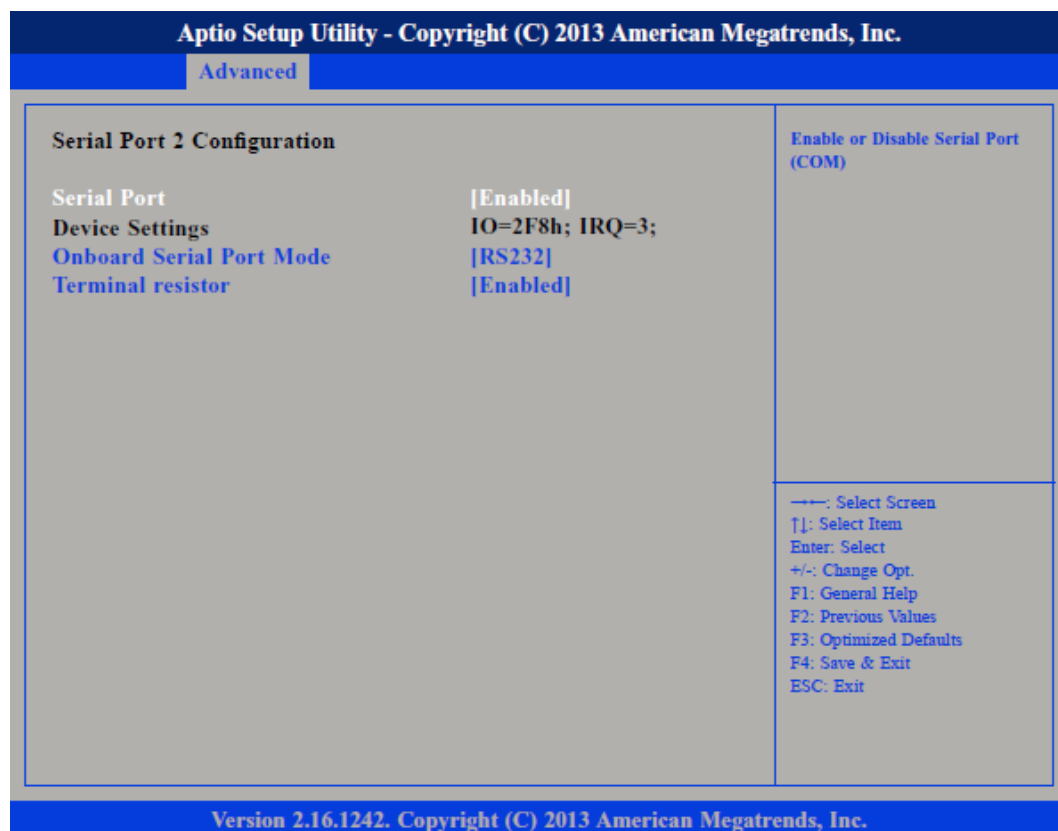 Aptio Setup Utility - Copyright (C) 2013 American Megatrends, Inc.
Advanced
Serial Port 2 Configuration
Serial Port [Enabled]
Device Settings IO=2F8h; IRQ=3;
Onboard Serial Port Mode [RS232]
Terminal resistor [Enabled]
Enable or Disable Serial Port
(COM)
→←: Select Screen
↑↓: Select Item
Enter: Select
+/-: Change Opt.
F1: General Help
F2: Previous Values
F3: Optimized Defaults
F4: Save & Exit
ESC: Exit
Version 2.16.1242. Copyright (C) 2013 American Megatrends, Inc.